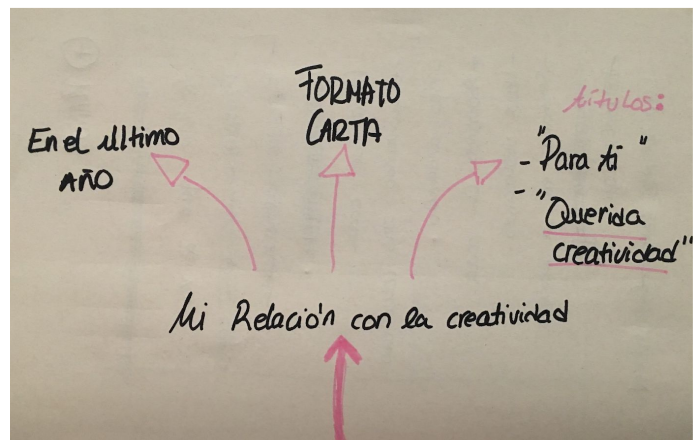 En el último
AÑO
FORMATO
CARTA
títulos:
- "Para ti"
- "Querida
creatividad"
Mi Relación con la creatividad